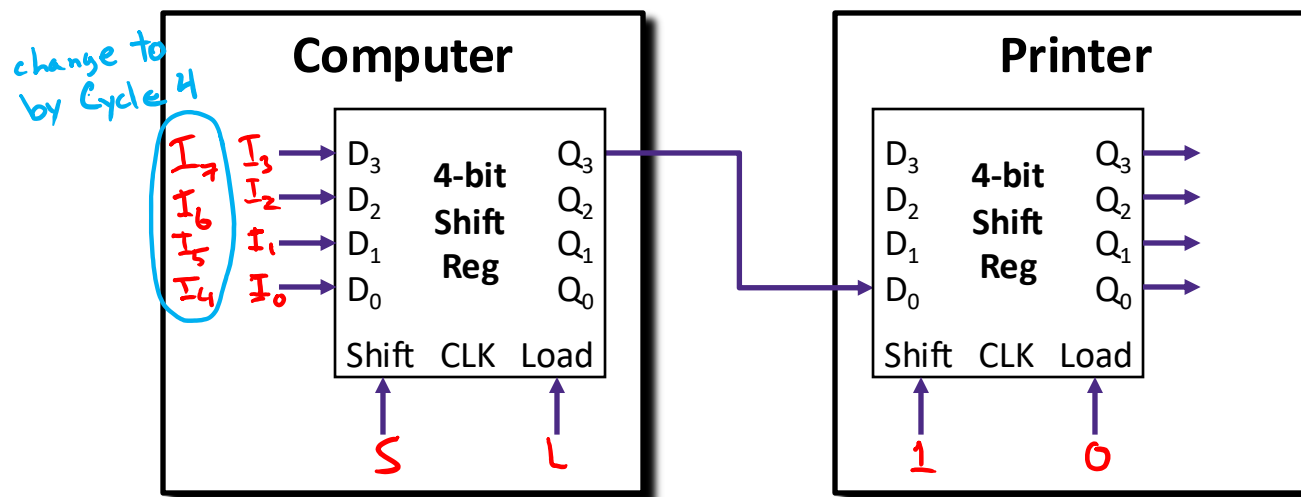 change to
by Cycle 4
Computer
Printer
I7 I3 D3 Q3
I6 I2 D2 Q2
I5 I1 D1 Q1
I4 I0 D0 Q0
4-bit
Shift
Reg
Shift CLK Load
S L
D3 Q3
D2 Q2
D1 Q1
D0 Q0
4-bit
Shift
Reg
Shift CLK Load
1 0